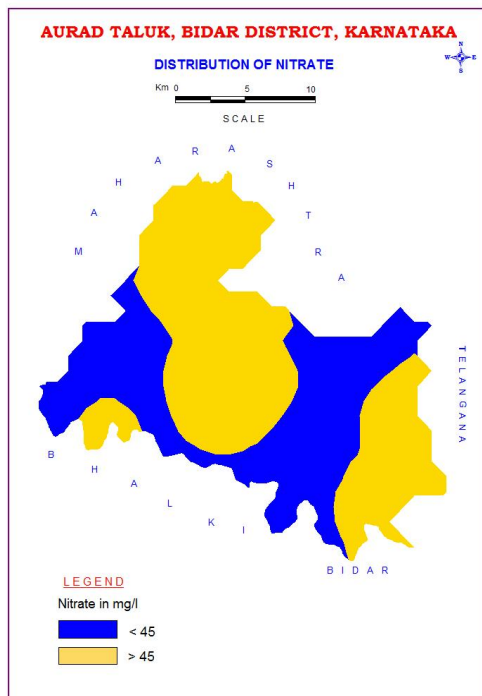 AURAD TALUK, BIDAR DISTRICT, KARNATAKA
DISTRIBUTION OF NITRATE
N
W E
S
Km 0 5 10
SCALE
MAHARASHTRA
TELANGANA
BHALKI
BIDAR
LEGEND
Nitrate in mg/l
< 45
> 45